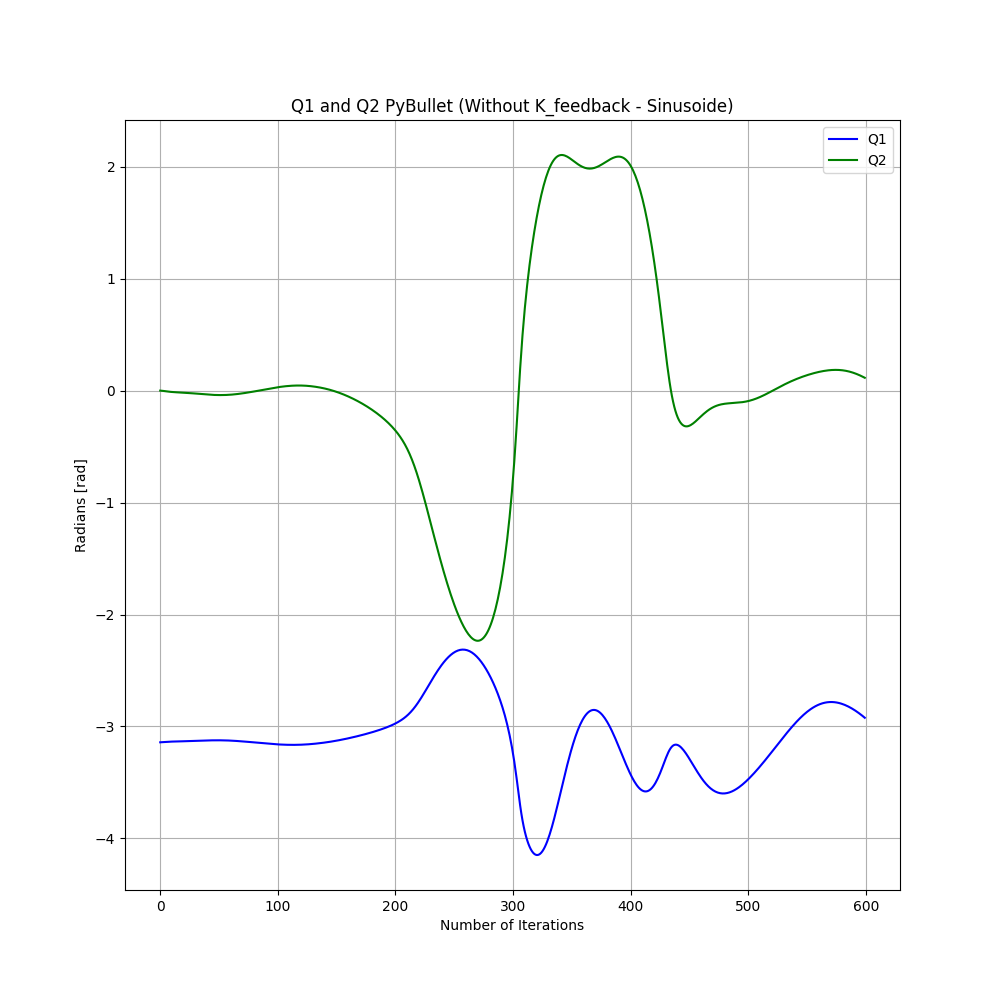 Q1 and Q2 PyBullet (Without K_feedback - Sinusoide)
Q1
Q2
2
1
0
−1
−2
−3
−4
Radians [rad]
0 100 200 300 400 500 600
Number of Iterations